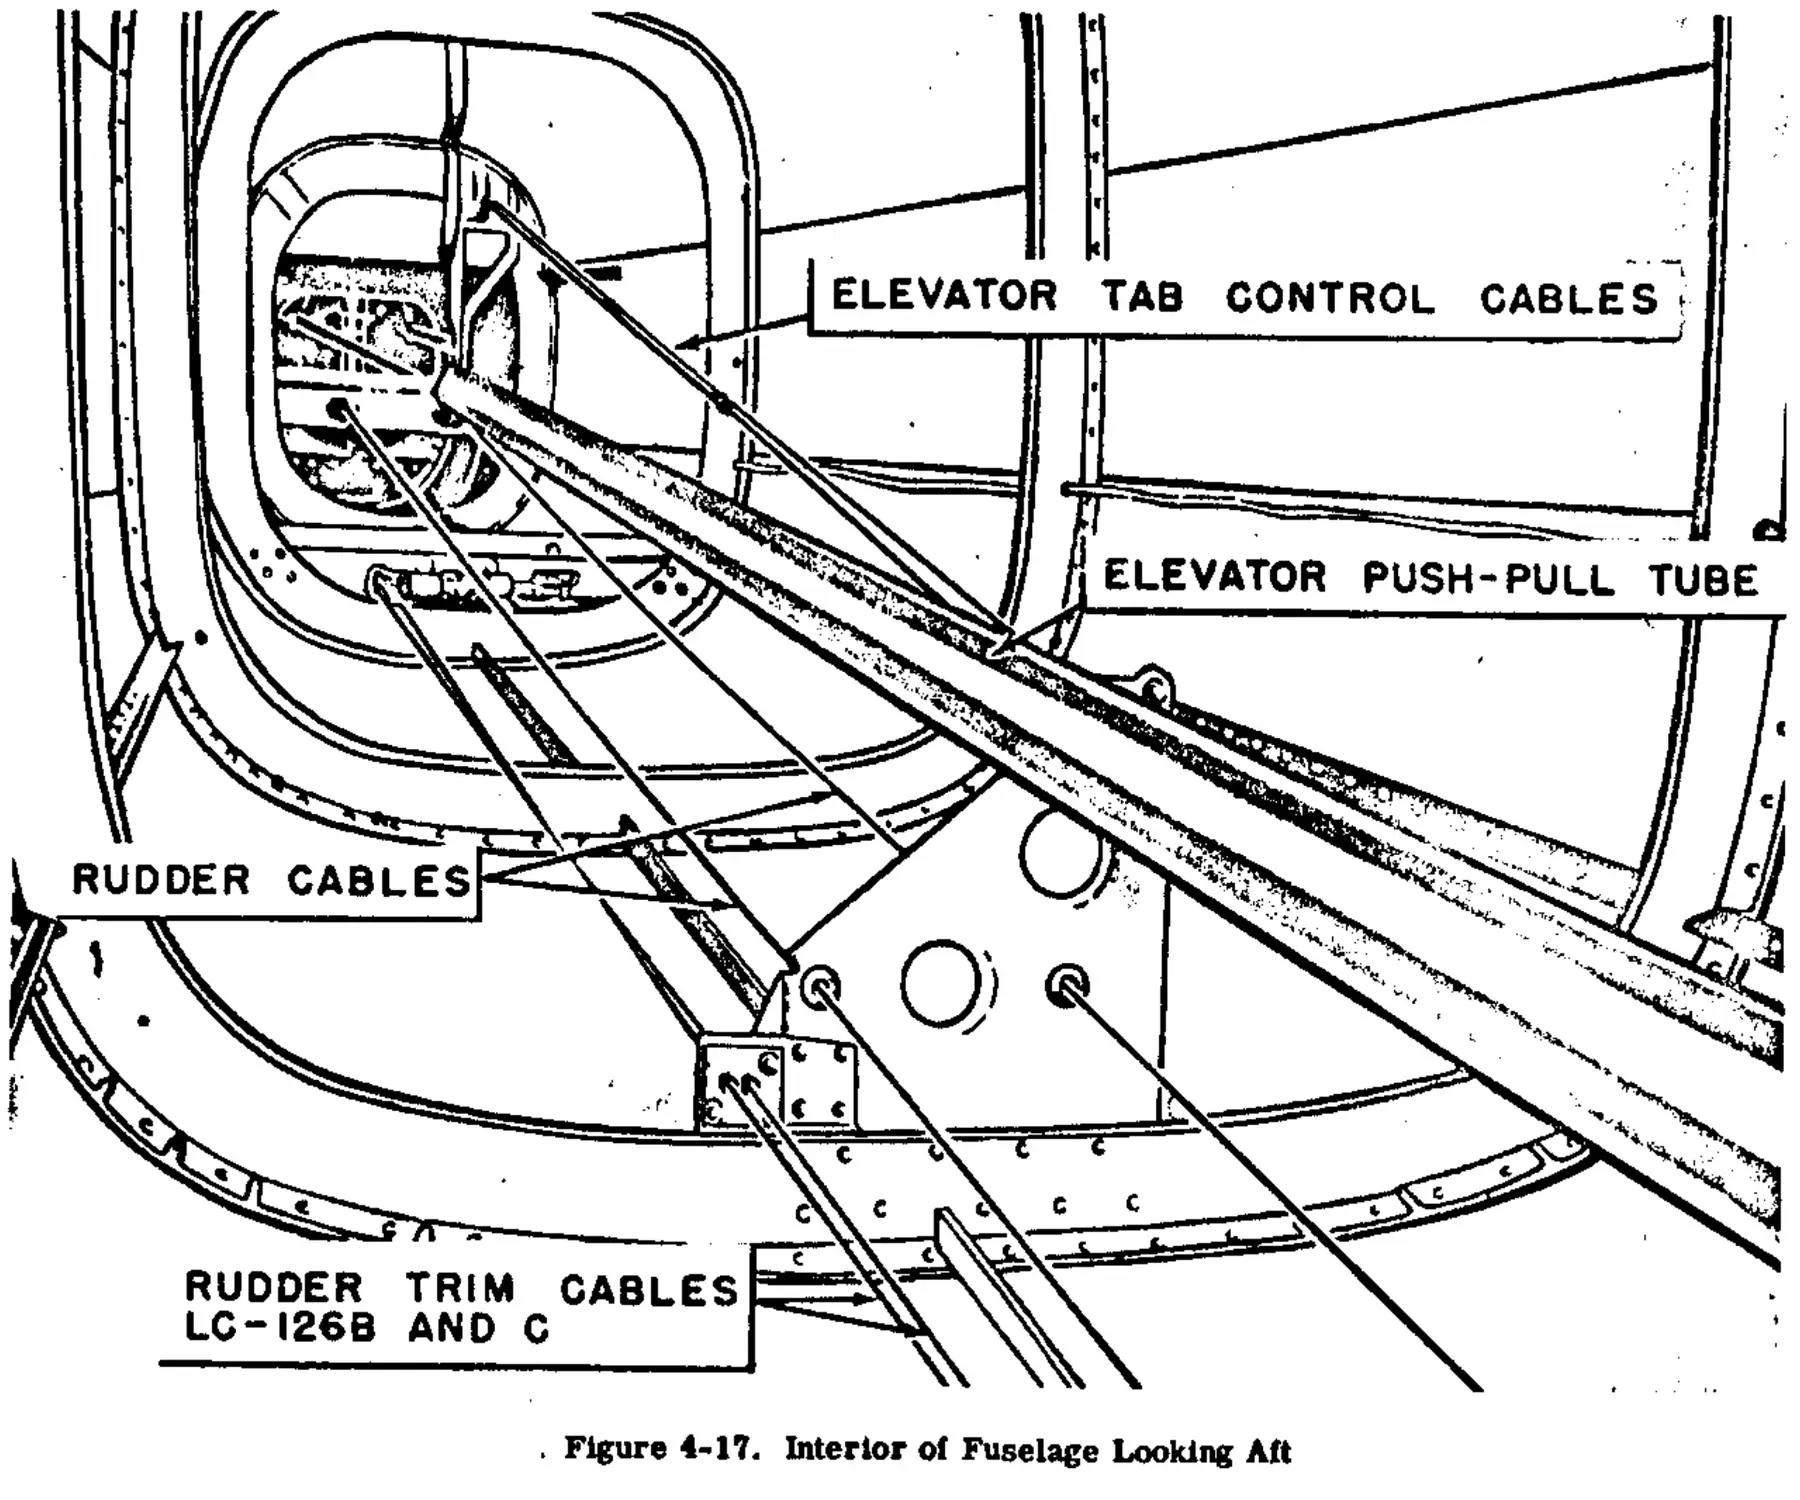 ELEVATOR TAB CONTROL CABLES
ELEVATOR PUSH-PULL TUBE
RUDDER CABLES
RUDDER TRIM CABLES
LC-126B AND C
Figure 4-17. Interior of Fuselage Looking Aft